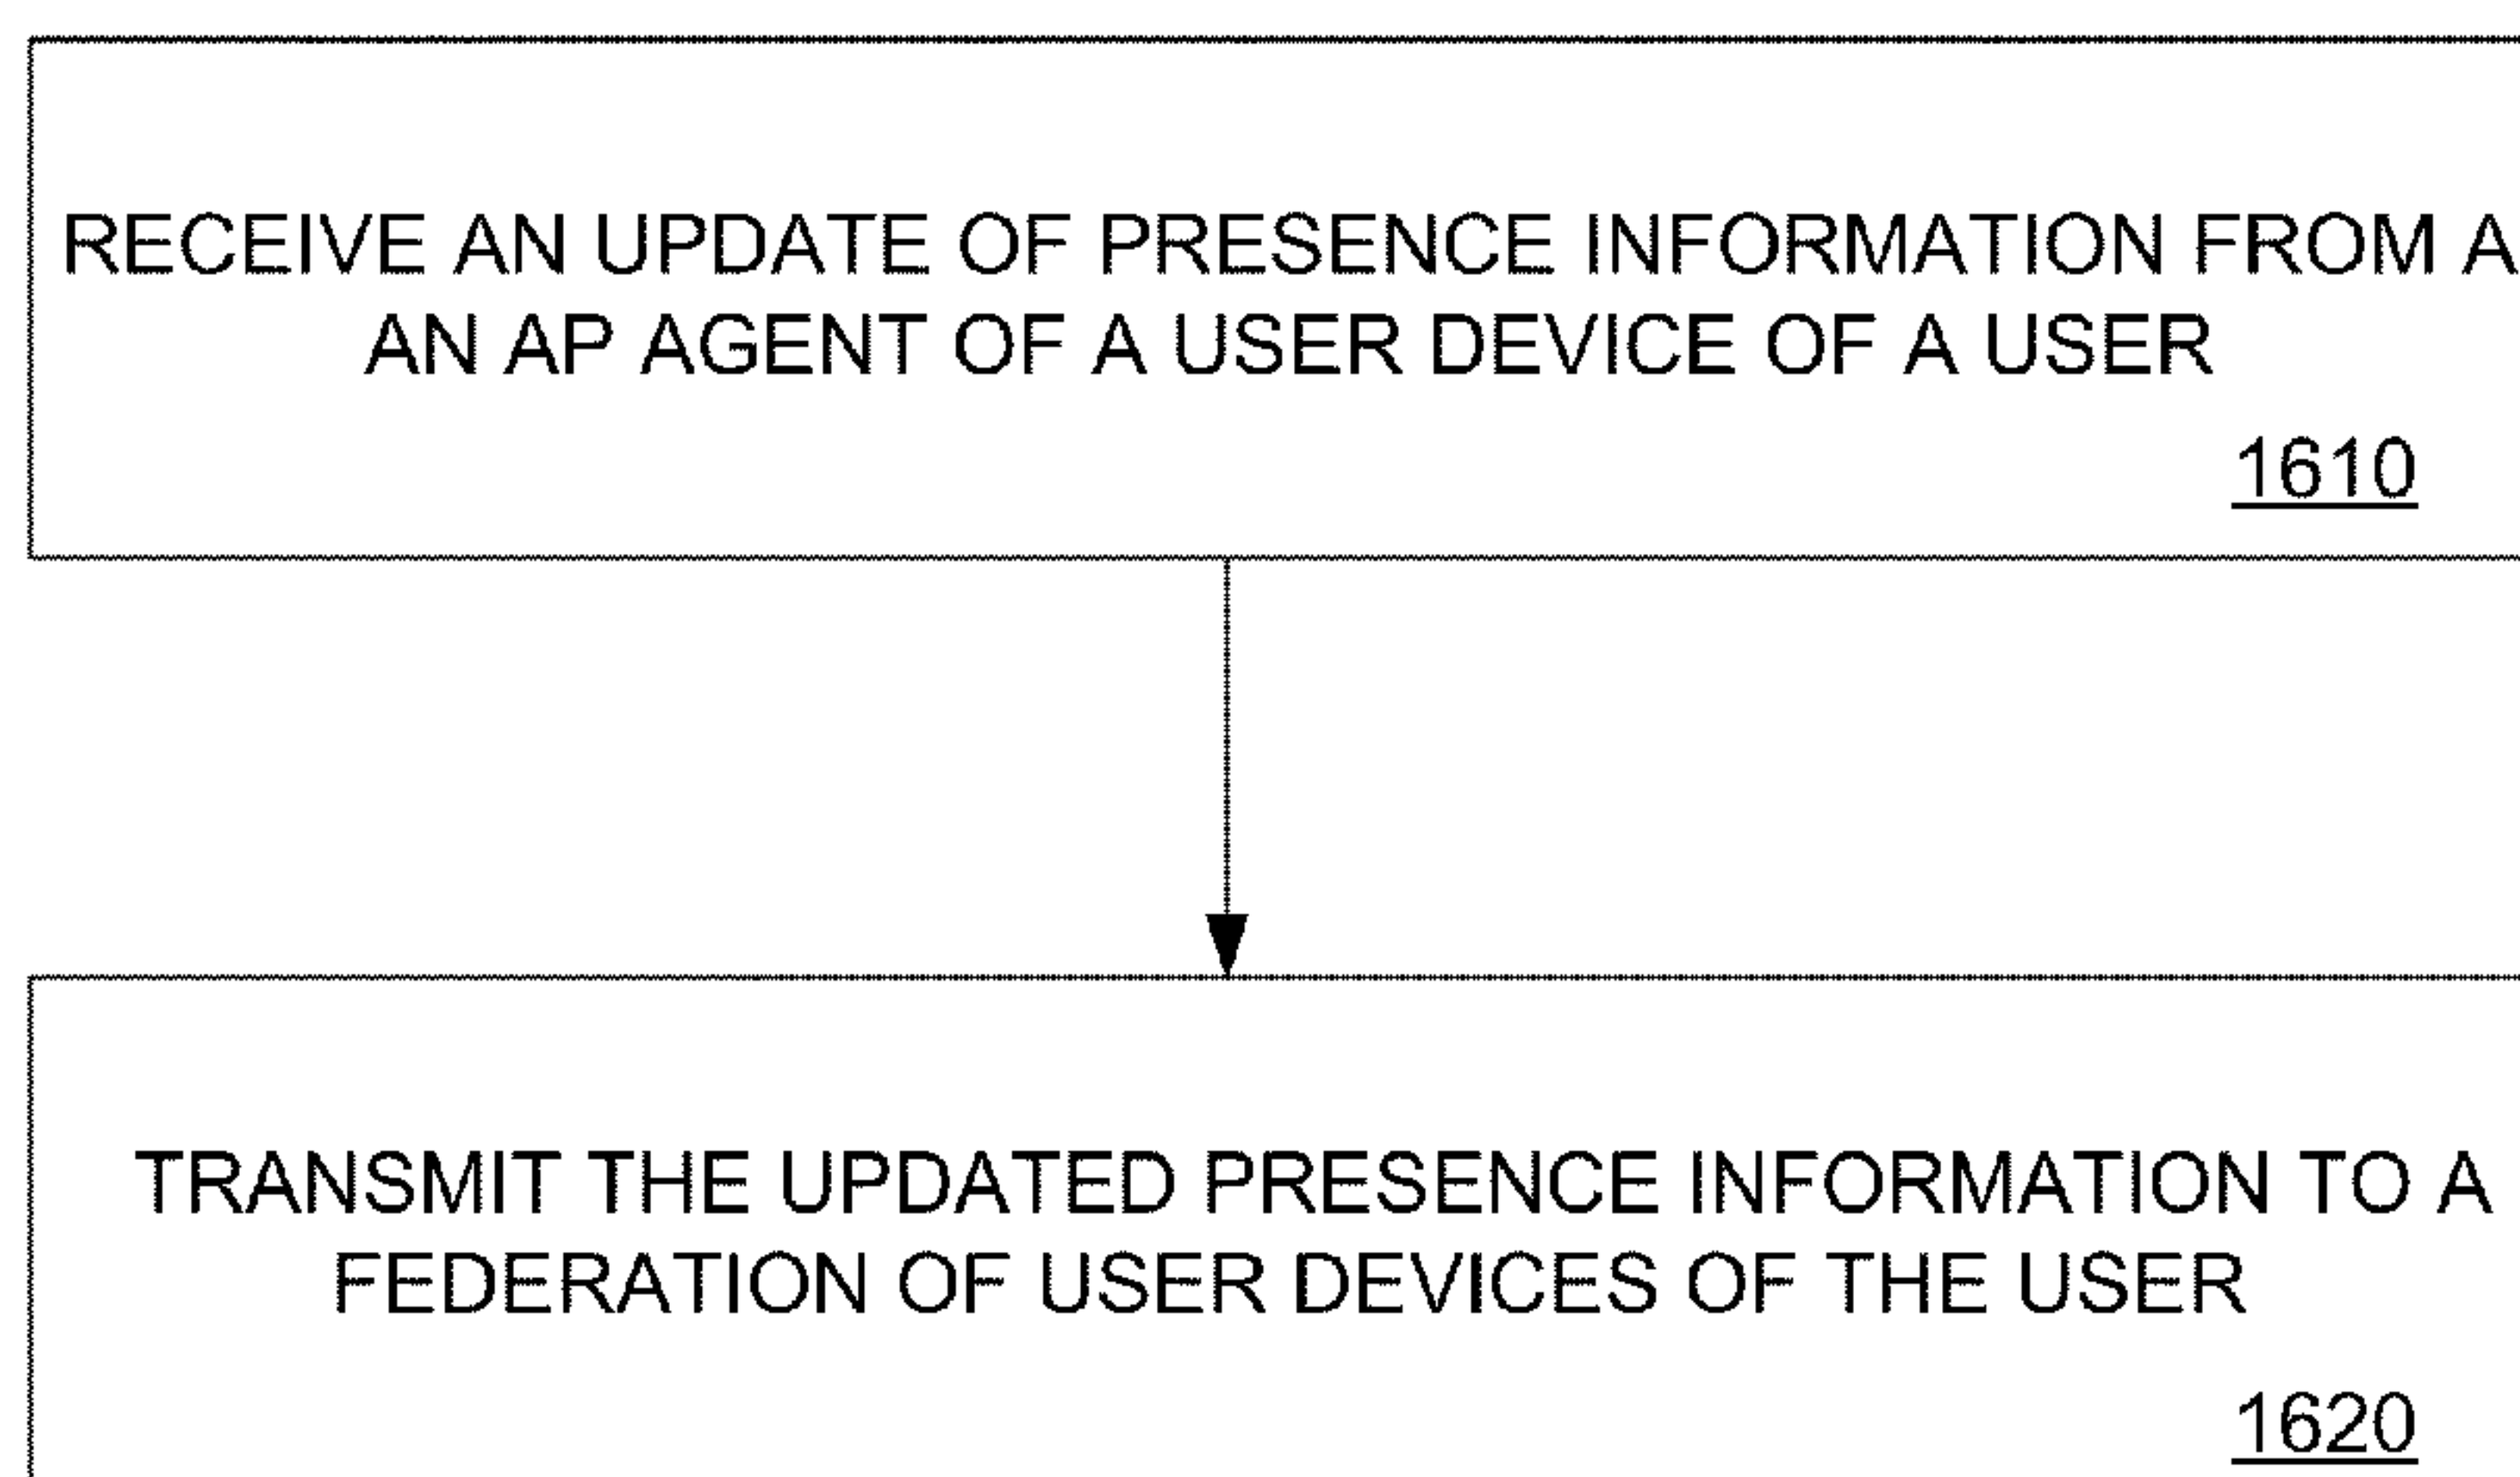 RECEIVE AN UPDATE OF PRESENCE INFORMATION FROM A
AN AP AGENT OF A USER DEVICE OF A USER
1610
TRANSMIT THE UPDATED PRESENCE INFORMATION TO A
FEDERATION OF USER DEVICES OF THE USER
1620